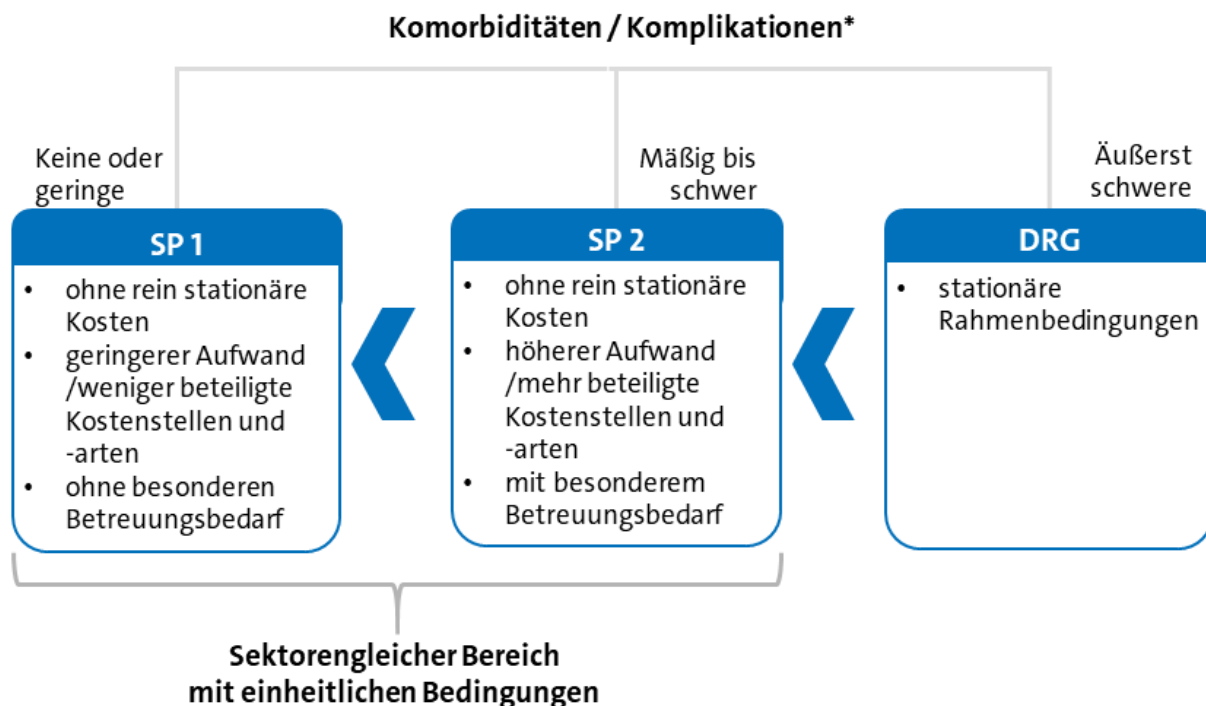 Komorbiditäten / Komplikationen*
Keine oder
geringe
Mäßig bis
schwer
Äußerst
schwere
SP 1
• ohne rein stationäre
Kosten
• geringerer Aufwand
/weniger beteiligte
Kostenstellen und
-arten
• ohne besonderen
Betreuungsbedarf
SP 2
• ohne rein stationäre
Kosten
• höherer Aufwand
/mehr beteiligte
Kostenstellen und
-arten
• mit besonderem
Betreuungsbedarf
DRG
• stationäre
Rahmenbedingungen
Sektorengleicher Bereich
mit einheitlichen Bedingungen